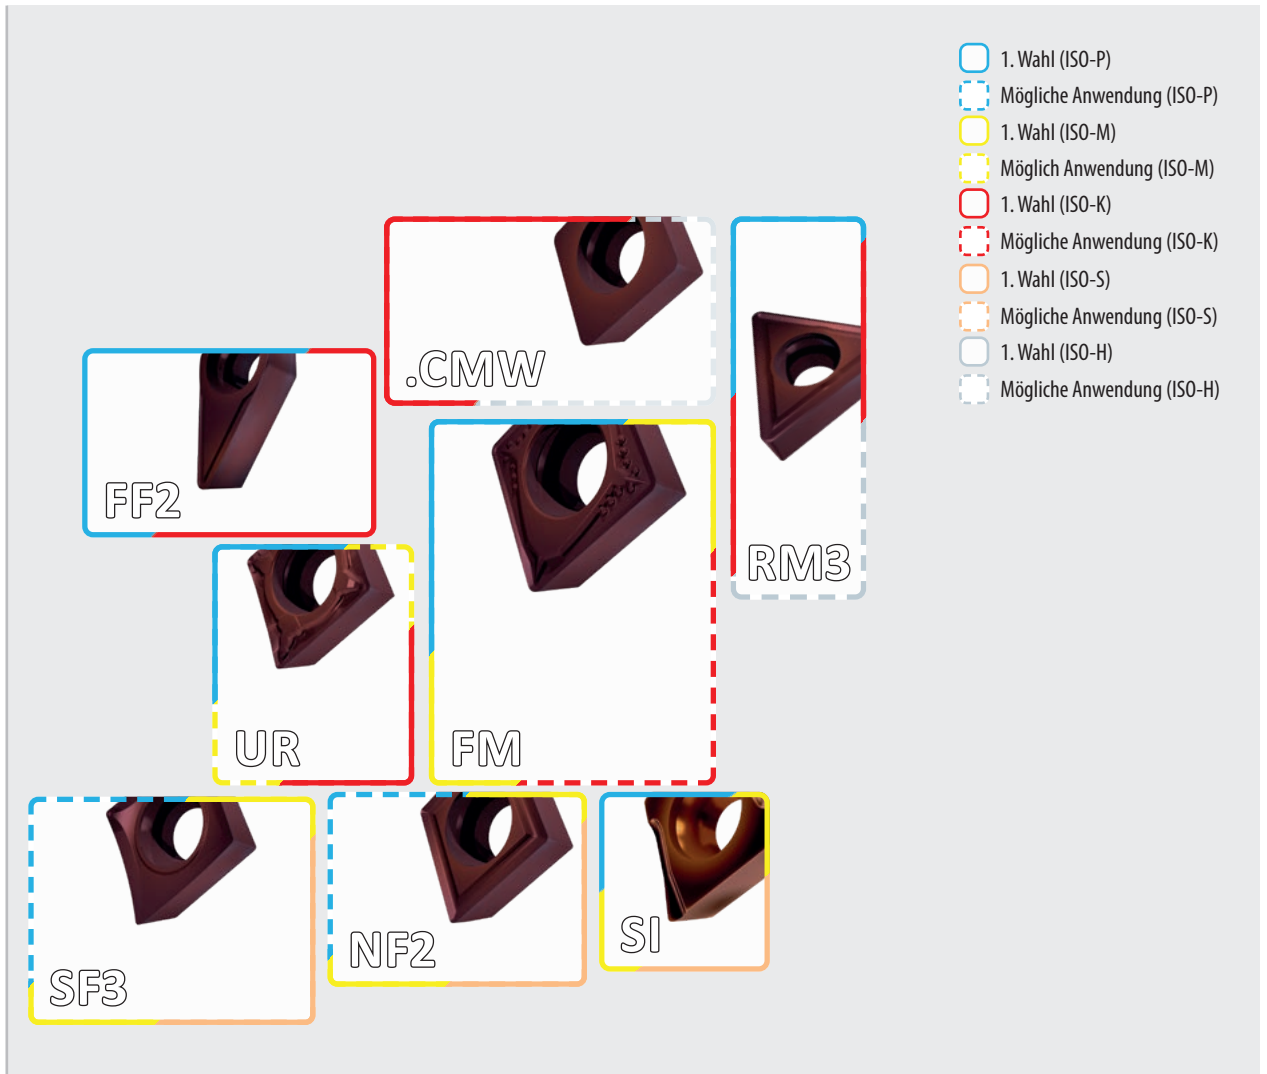 1. Wahl (ISO-P)
Mögliche Anwendung (ISO-P)
1. Wahl (ISO-M)
Möglich Anwendung (ISO-M)
1. Wahl (ISO-K)
Mögliche Anwendung (ISO-K)
1. Wahl (ISO-S)
Mögliche Anwendung (ISO-S)
1. Wahl (ISO-H)
Mögliche Anwendung (ISO-H)
.CMW
FF2
RM3
UR
FM
SF3
NF2
SI